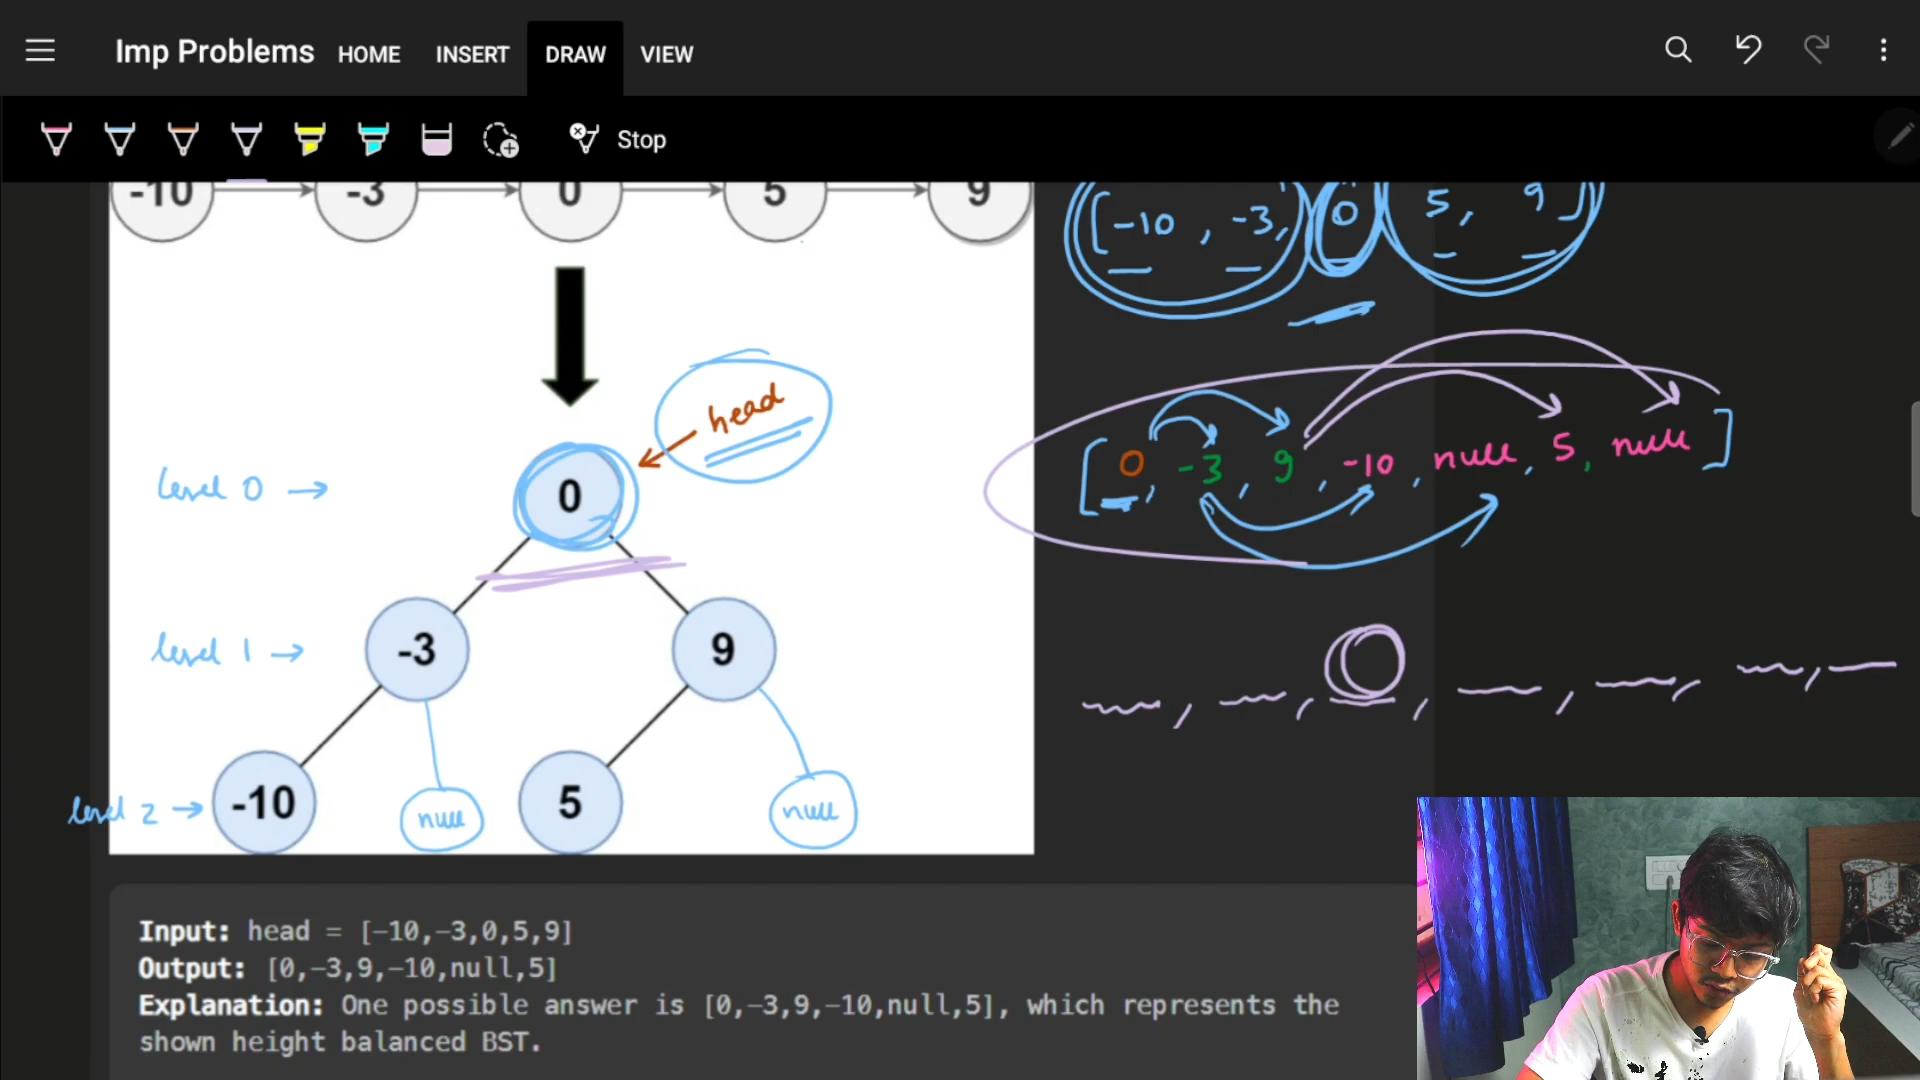 Imp Problems HOME INSERT DRAW VIEW
Stop
-10 -3 0 5 9
[-10, -3, 0, 5, 9]
head
[0, -3, 9, -10, null, 5, null]
level 0 → 0
level 1 → -3 9
level 2 → -10 null 5 null
Input: head = [-10,-3,0,5,9]
Output: [0,-3,9,-10,null,5]
Explanation: One possible answer is [0,-3,9,-10,null,5], which represents the
shown height balanced BST.